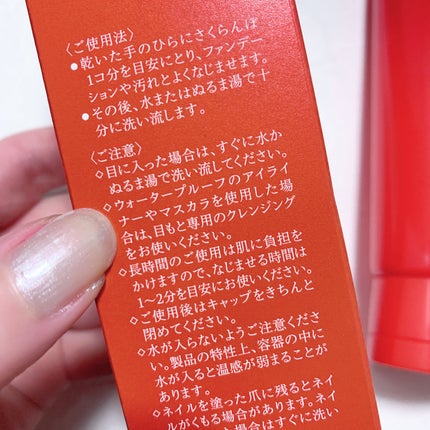 〈ご使用法〉
●乾いた手のひらにさくらんぼ
1コ分を目安にとり、ファンデー
ションや汚れとよくなじませます。
●その後、水またはぬるま湯で十
分に洗い流します。
〈ご注意〉
◇目に入った場合は、すぐに水か
ぬるま湯で洗い流してください。
◇ウォータープルーフのアイライ
ナーやマスカラを使用した場
合は、目もと専用のクレンジング
をお使いください。
◇長時間のご使用は肌に負担を
かけますので、なじませる時間は
1〜2分を目安にお使いください。
◇ご使用後はキャップをきちんと
閉めてください。
◇水が入らないようご注意くださ
い。製品の特性上、容器の中に
水が入ると温感が弱まることが
あります。
◇ネイルを塗った爪に残るとネイ
ルがくもる場合があります。ネイ
場合はすぐに洗い